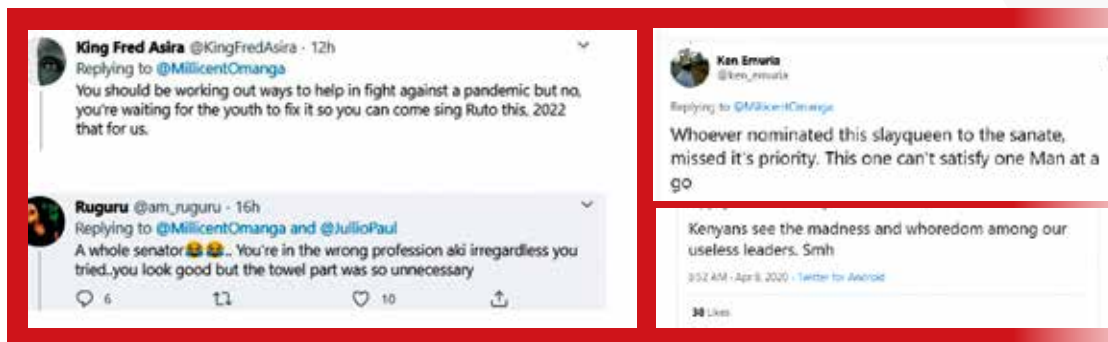 King Fred Asira @KingFredAsira · 12h
Replying to @MillicentOmanga
You should be working out ways to help in fight against a pandemic but no,
you're waiting for the youth to fix it so you can come sing Ruto this, 2022
that for us.
Ruguru @am_ruguru · 16h
Replying to @MillicentOmanga and @JullioPaul
A whole senator😂😂.. You're in the wrong profession aki irregardless you
tried..you look good but the towel part was so unnecessary
6 10
Ken Emuria
@ken_emuria
Replying to @MillicentOmanga
Whoever nominated this slayqueen to the sanate,
missed it's priority. This one can't satisfy one Man at a
go
Kenyans see the madness and whoredom among our
useless leaders. Smh
3:52 AM · Apr 9, 2020 · Twitter for Android
30 Likes